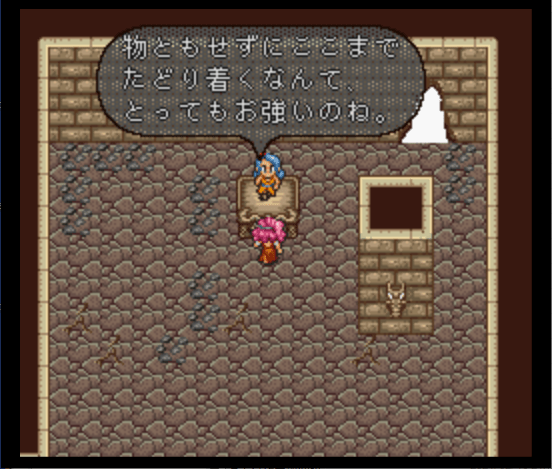 物ともせずにここまで
たどり着くなんて、
とってもお強いのね。